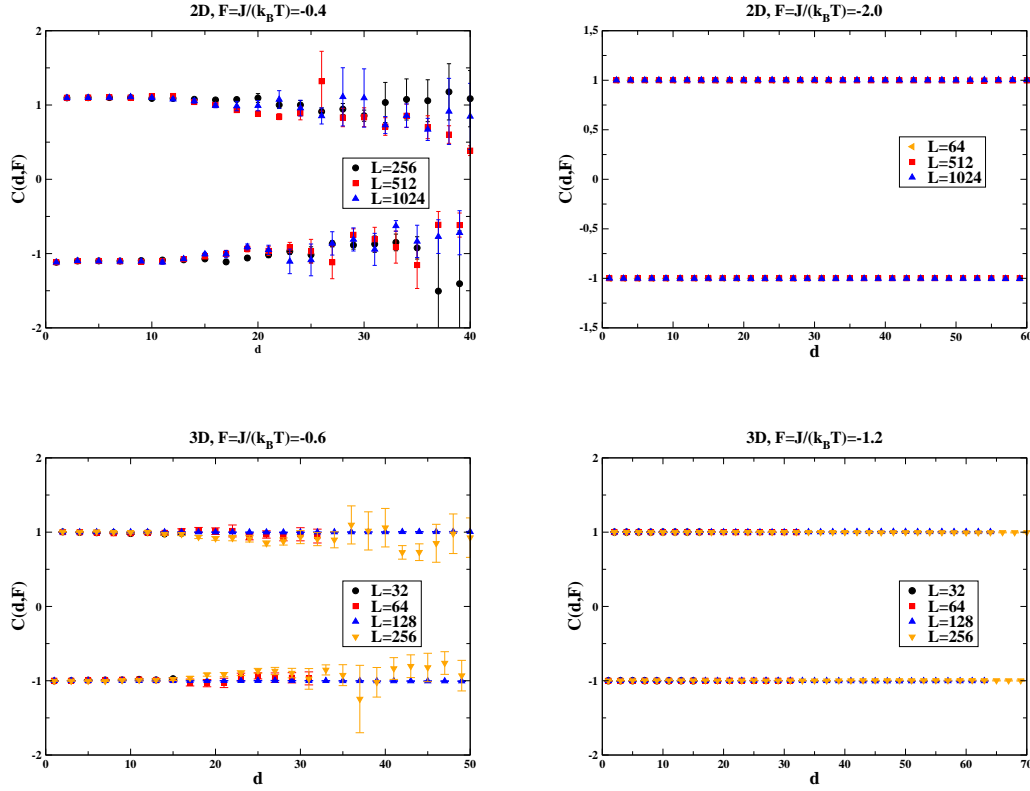 2D, F=J/(k_BT)=-0.4
2
1
0
-1
-2
0
10
20
30
40
C(d,F)
d
L=256
L=512
L=1024
2D, F=J/(k_BT)=-2.0
1,5
1
0,5
0
-0,5
-1
-1,5
0
10
20
30
40
50
60
C(d,F)
d
L=64
L=512
L=1024
3D, F=J/(k_BT)=-0.6
2
1
0
-1
-2
0
10
20
30
40
50
C(d,F)
d
L=32
L=64
L=128
L=256
3D, F=J/(k_BT)=-1.2
2
1
0
-1
-2
0
10
20
30
40
50
60
70
C(d,F)
d
L=32
L=64
L=128
L=256